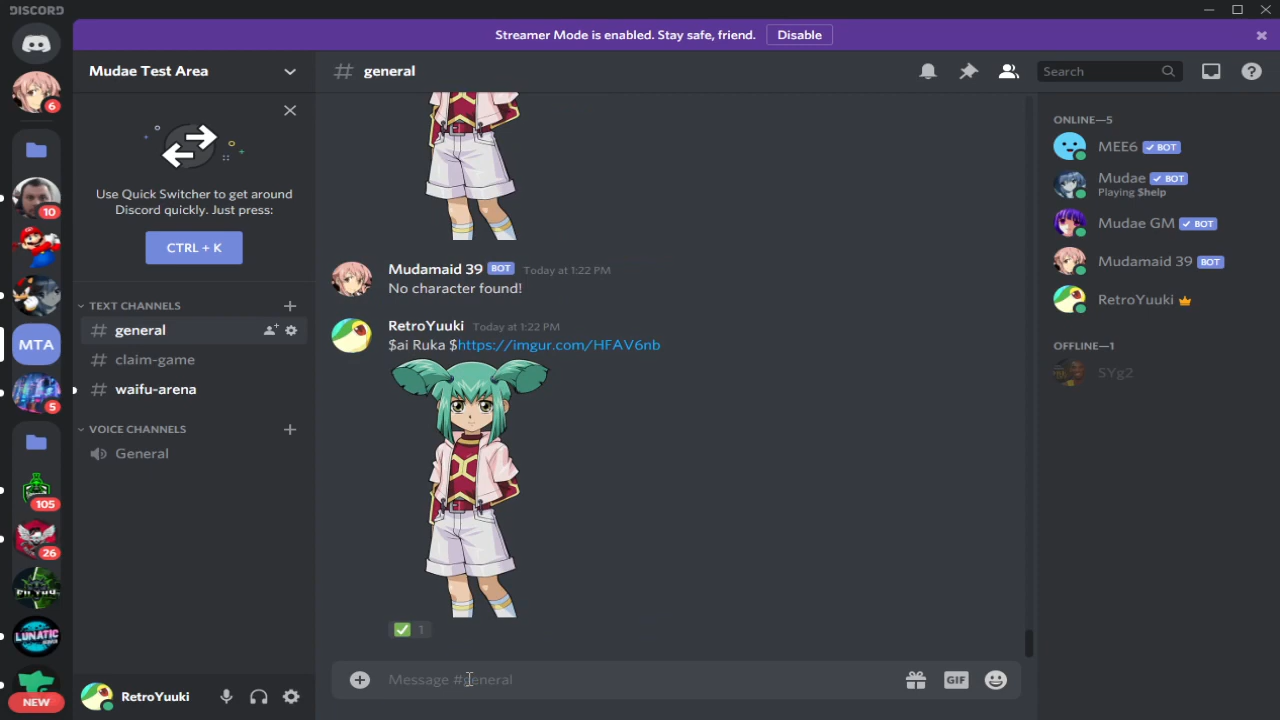 DISCORD
Streamer Mode is enabled. Stay safe, friend.
Disable
Mudae Test Area
general
Search
Use Quick Switcher to get around
Discord quickly. Just press:
CTRL + K
TEXT CHANNELS
general
claim-game
waifu-arena
VOICE CHANNELS
General
6
10
MTA
5
105
26
LUNATIC
NEW
Mudamaid 39 BOT Today at 1:22 PM
No character found!
RetroYuuki Today at 1:22 PM
$ai Ruka $https://imgur.com/HFAV6nb
1
Message #general
GIF
RetroYuuki
ONLINE—5
MEE6 BOT
Mudae BOT
Playing $help
Mudae GM BOT
Mudamaid 39 BOT
RetroYuuki
OFFLINE—1
SYg2